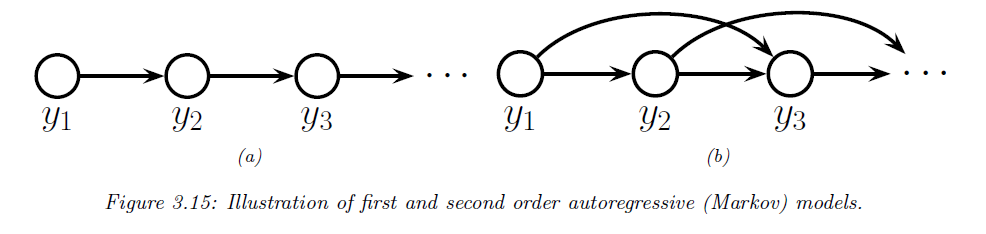 y1 y2 y3 ... y1 y2 y3 ...
(a) (b)
Figure 3.15: Illustration of first and second order autoregressive (Markov) models.